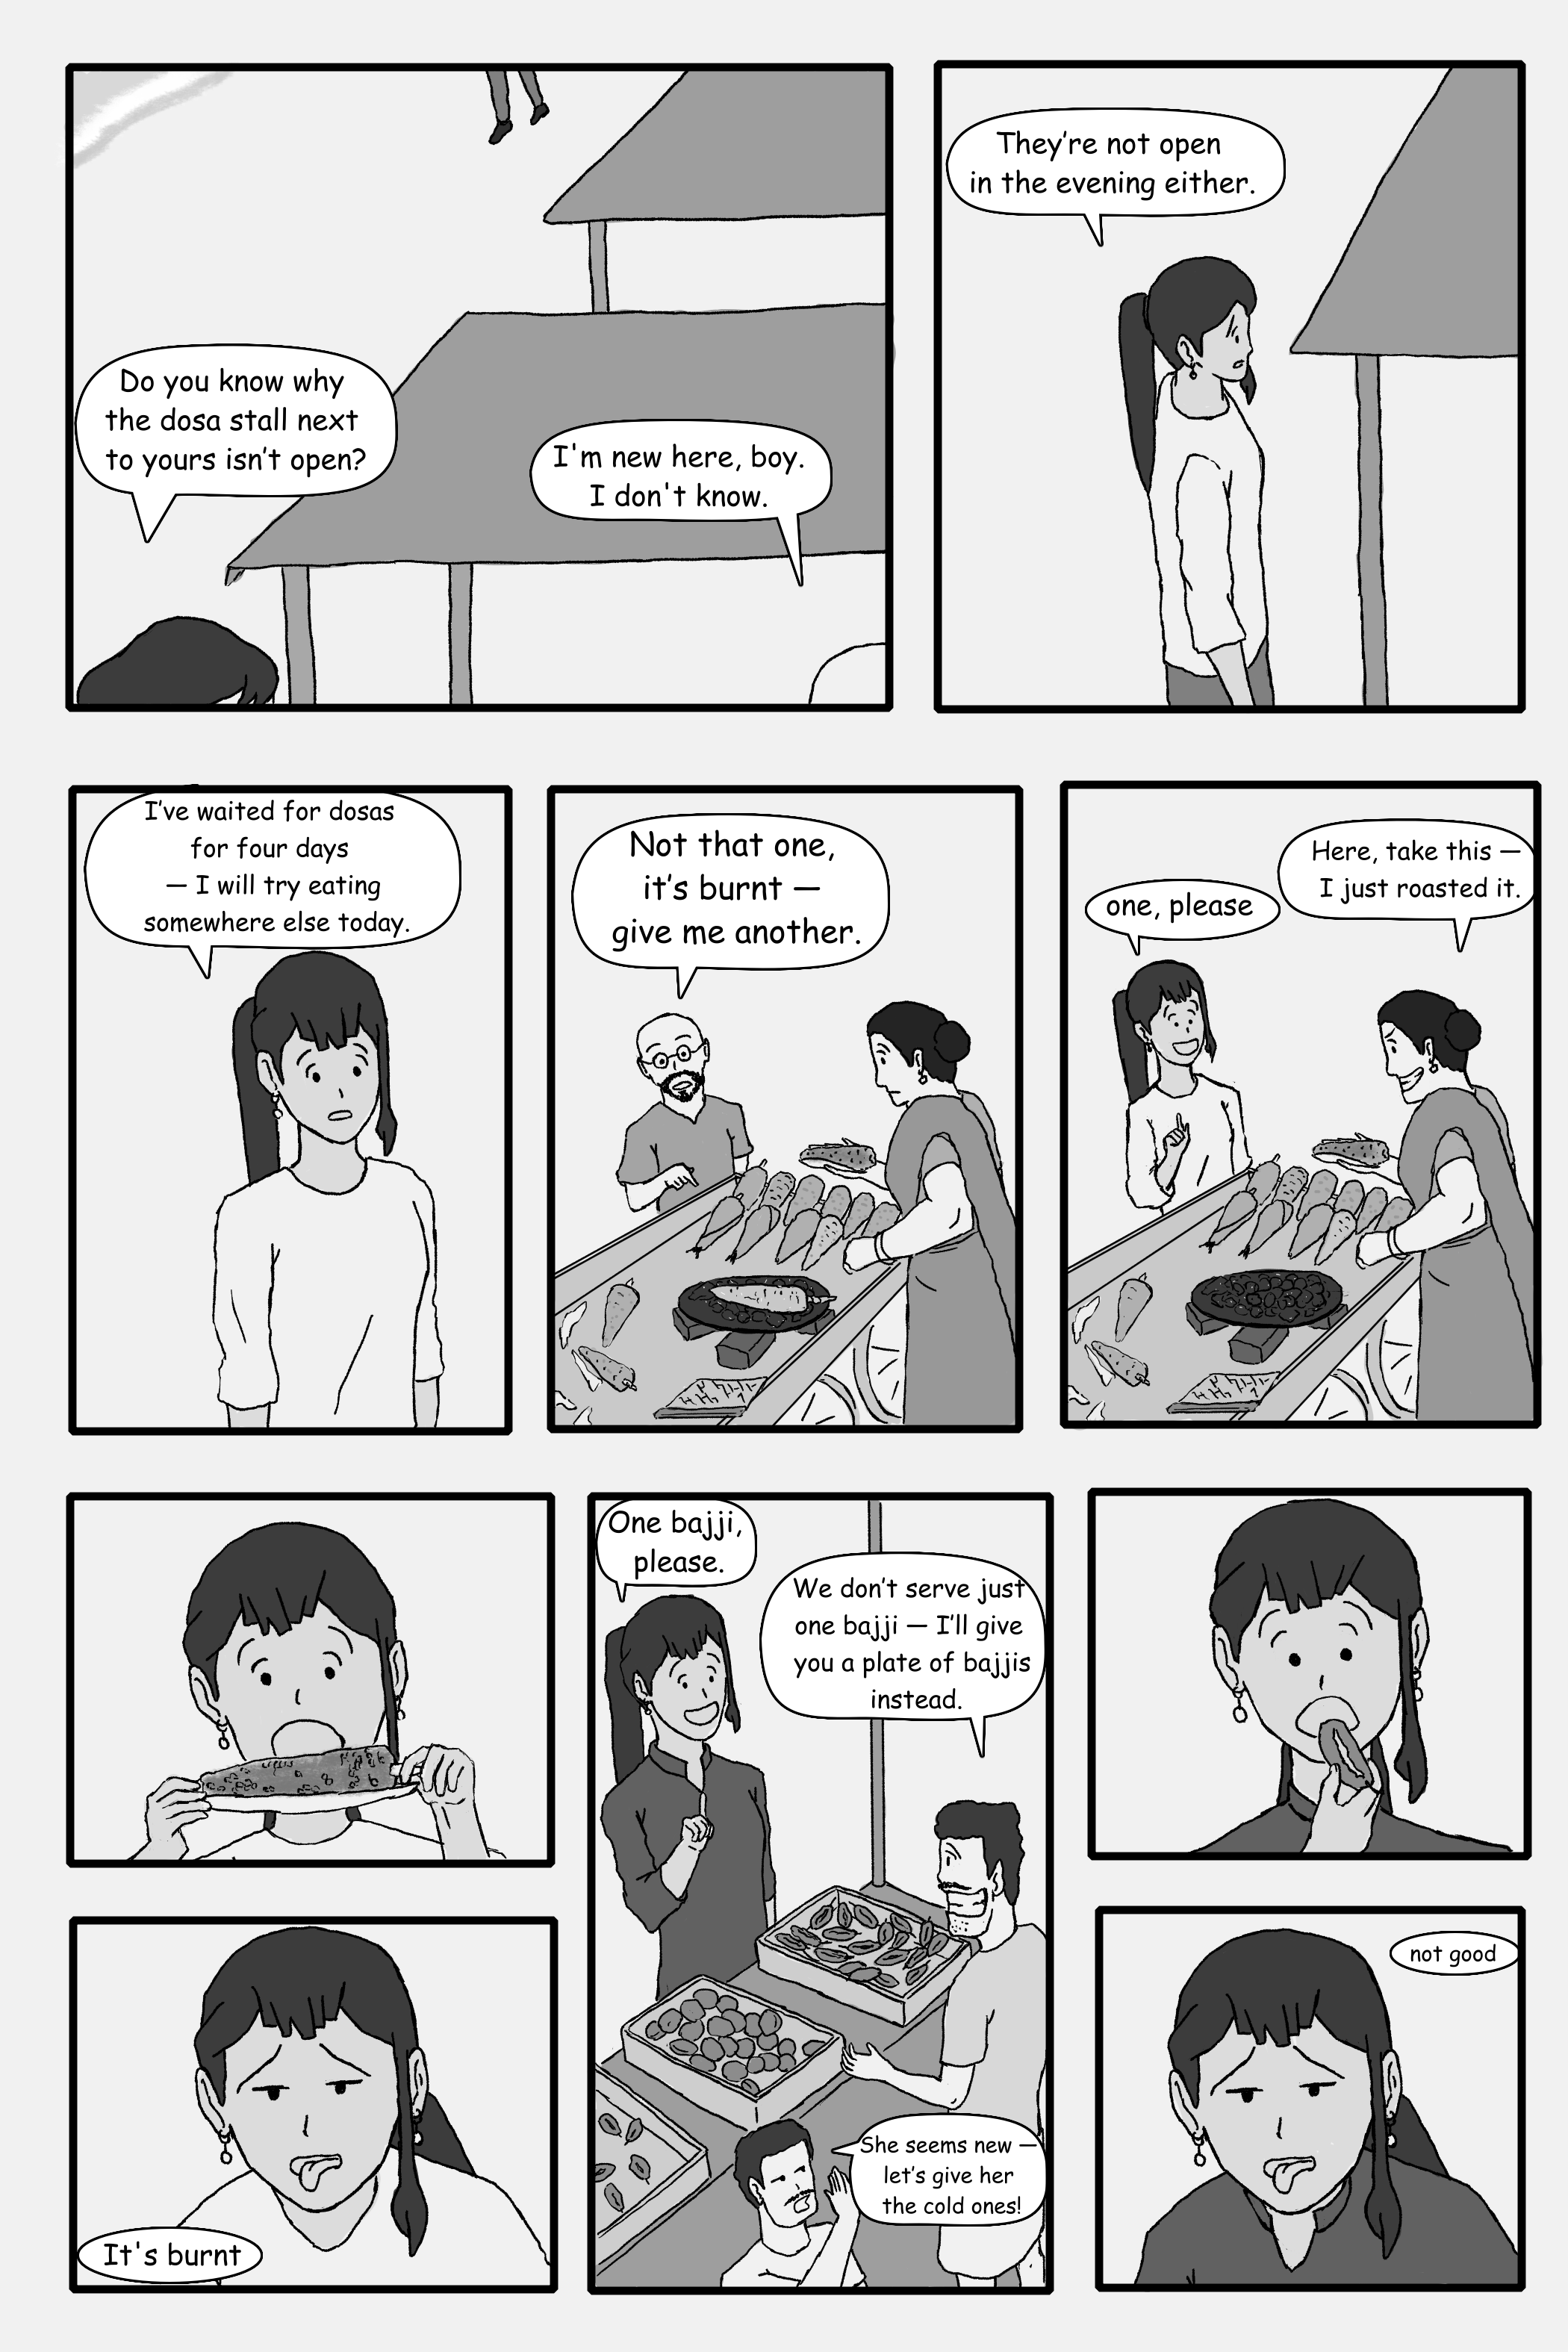 Do you know why
the dosa stall next
to yours isn't open?
I'm new here, boy.
I don't know.
They're not open
in the evening either.
I've waited for dosas
for four days
— I will try eating
somewhere else today.
Not that one,
it's burnt —
give me another.
one, please
Here, take this —
I just roasted it.
It's burnt
One bajji,
please.
We don't serve just
one bajji — I'll give
you a plate of bajjis
instead.
She seems new —
let's give her
the cold ones!
not good